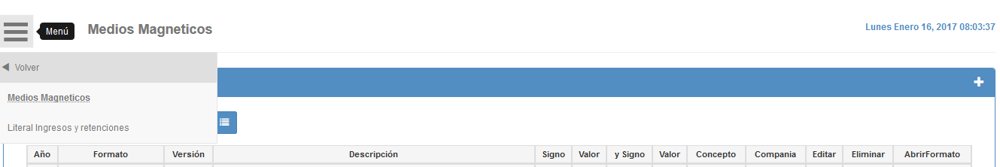 Menú
Medios Magneticos
Lunes Enero 16, 2017 08:03:37
Volver
Medios Magneticos
Literal Ingresos y retenciones
Año Formato Versión Descripción Signo Valor y Signo Valor Concepto Compania Editar Eliminar AbrirFormato